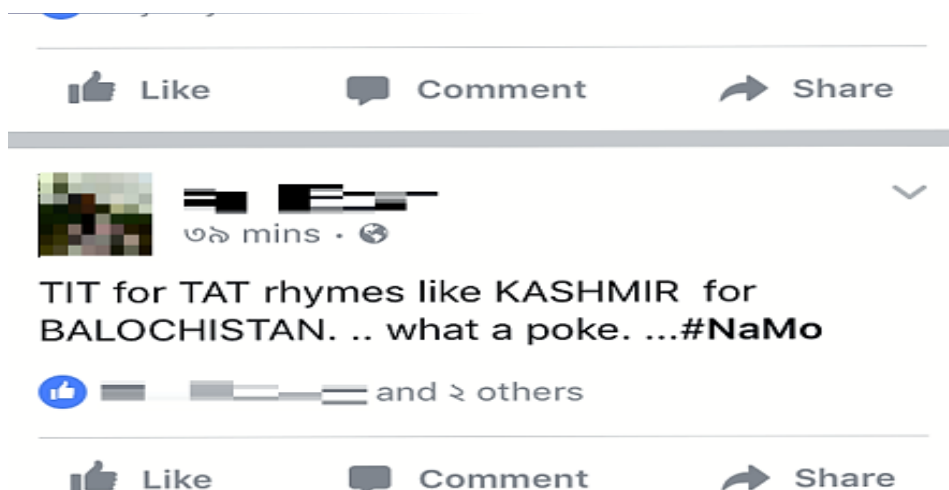 Like Comment Share
৩৯ mins
TIT for TAT rhymes like KASHMIR for
BALOCHISTAN. .. what a poke. ...#NaMo
and ২ others
Like Comment Share